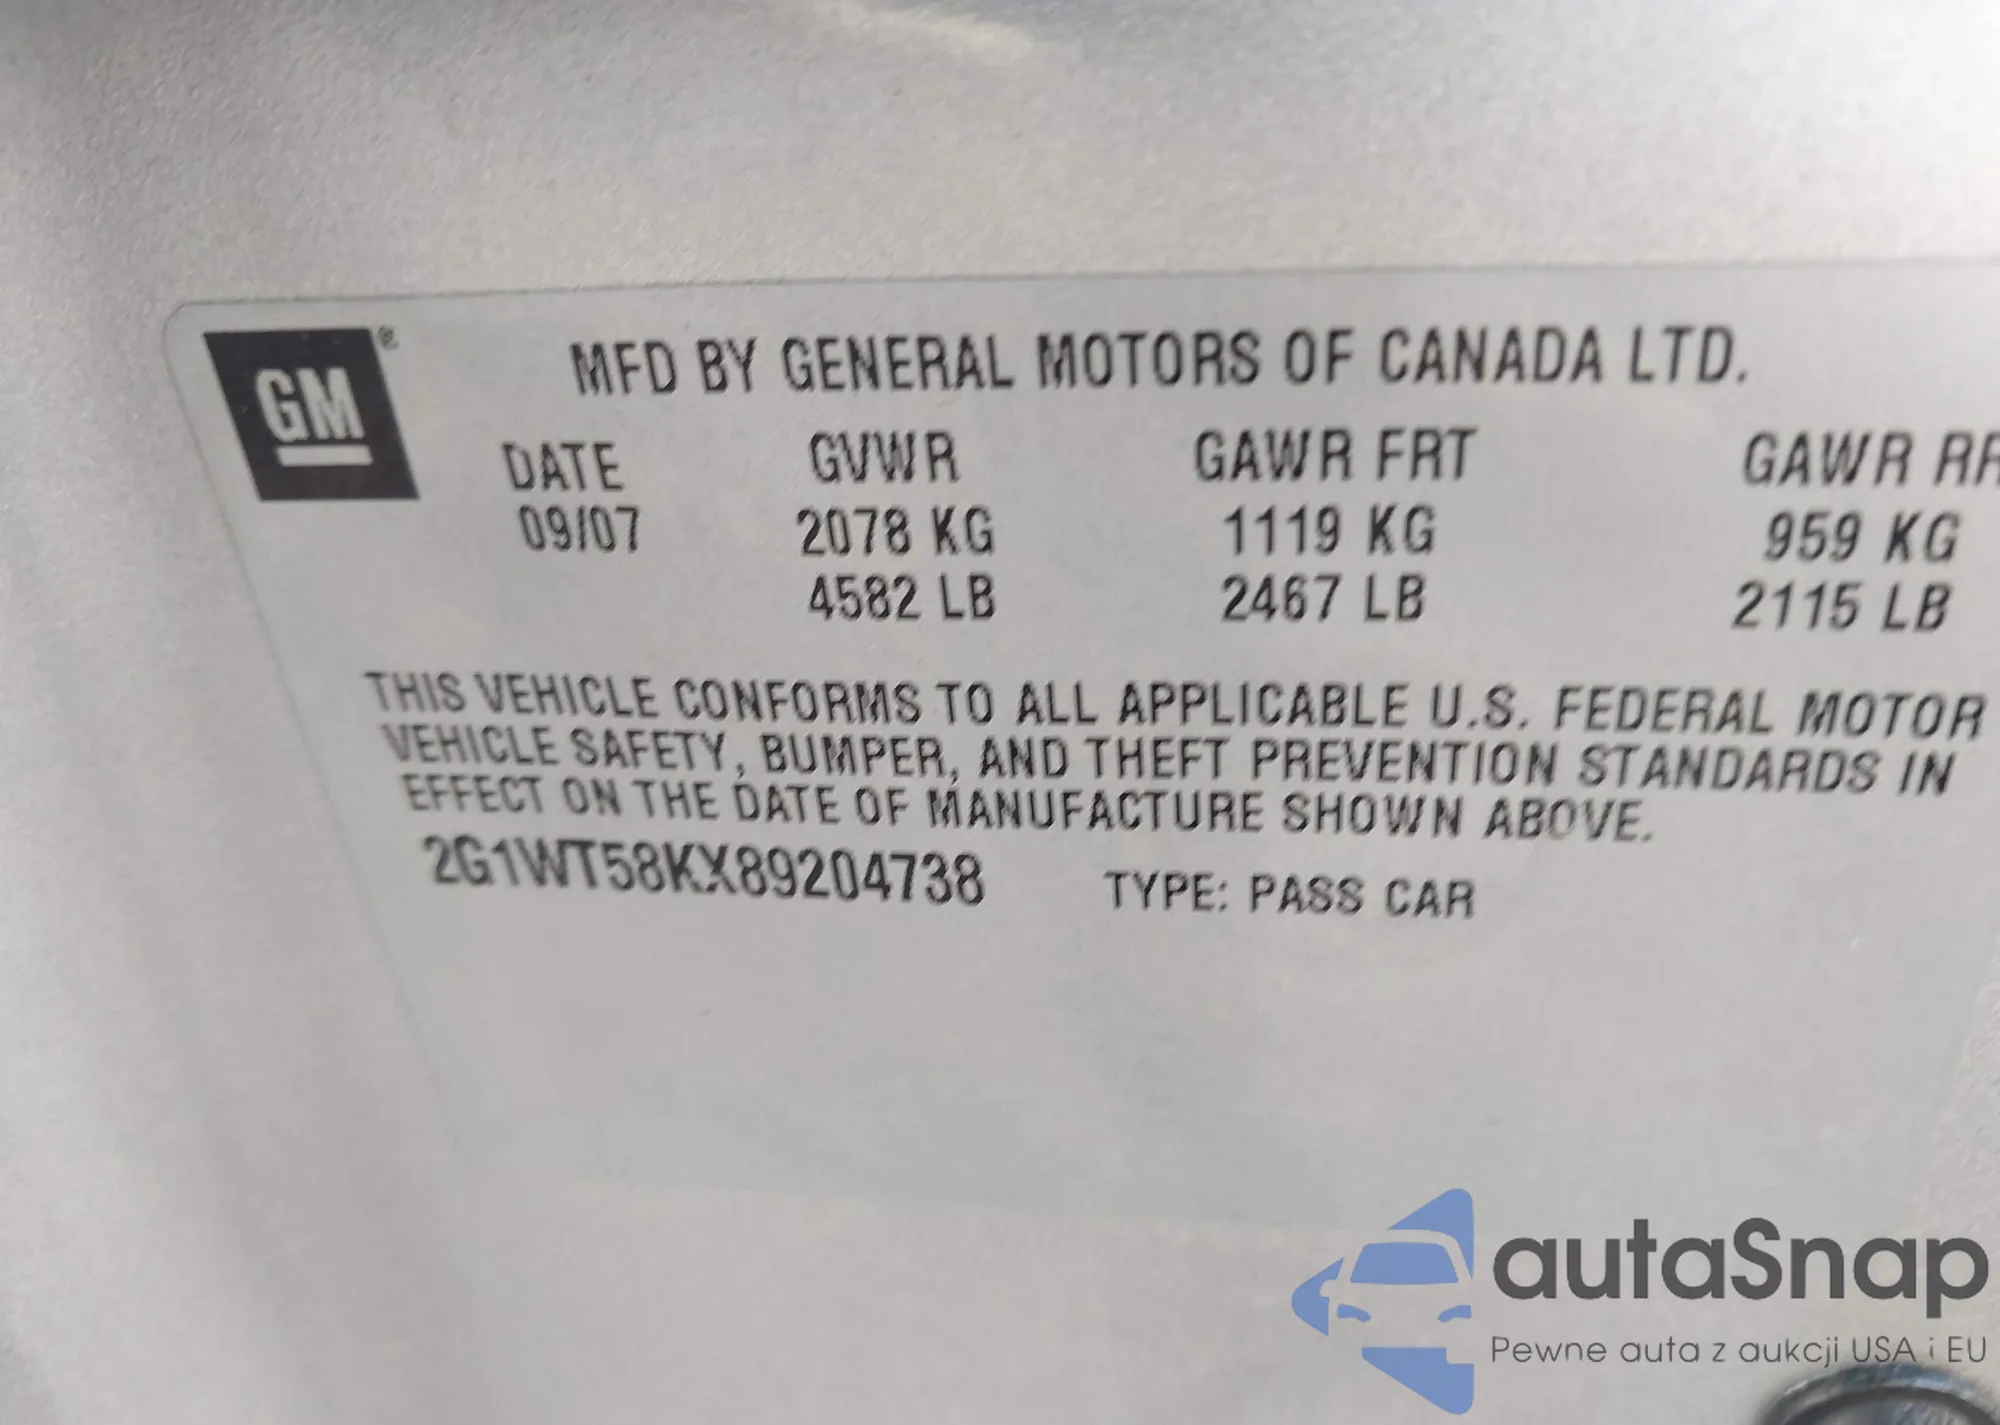 GM ®
MFD BY GENERAL MOTORS OF CANADA LTD.
DATE GVWR GAWR FRT GAWR RR
09/07 2078 KG 1119 KG 959 KG
4582 LB 2467 LB 2115 LB
THIS VEHICLE CONFORMS TO ALL APPLICABLE U.S. FEDERAL MOTOR
VEHICLE SAFETY, BUMPER, AND THEFT PREVENTION STANDARDS IN
EFFECT ON THE DATE OF MANUFACTURE SHOWN ABOVE.
2G1WT58KX89204738 TYPE: PASS CAR
autaSnap
Pewne auta z aukcji USA i EU